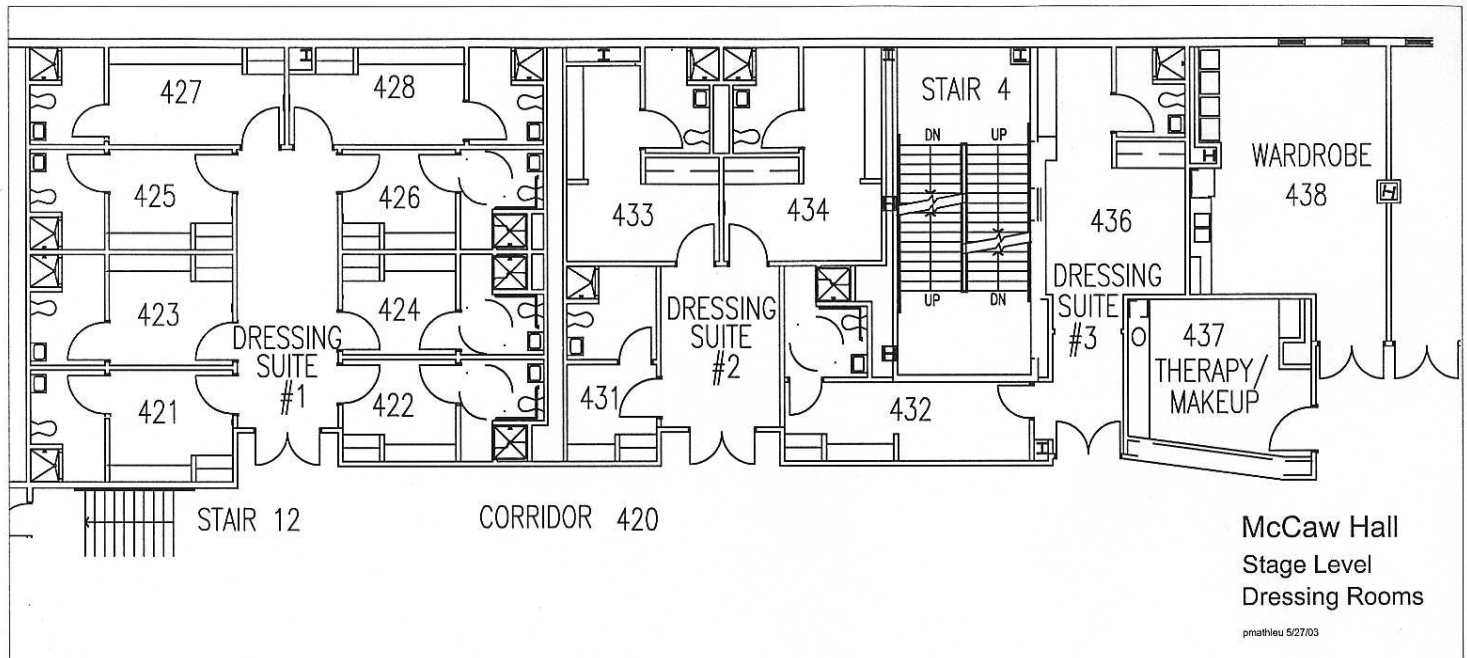 427
428
STAIR 4
DN
UP
WARDROBE
438
425
426
433
434
436
DRESSING
SUITE
#3
UP
DN
423
424
DRESSING
SUITE
#1
DRESSING
SUITE
#2
437
THERAPY/
MAKEUP
421
422
431
432
STAIR 12
CORRIDOR 420
McCaw Hall
Stage Level
Dressing Rooms
pmathieu 5/27/03